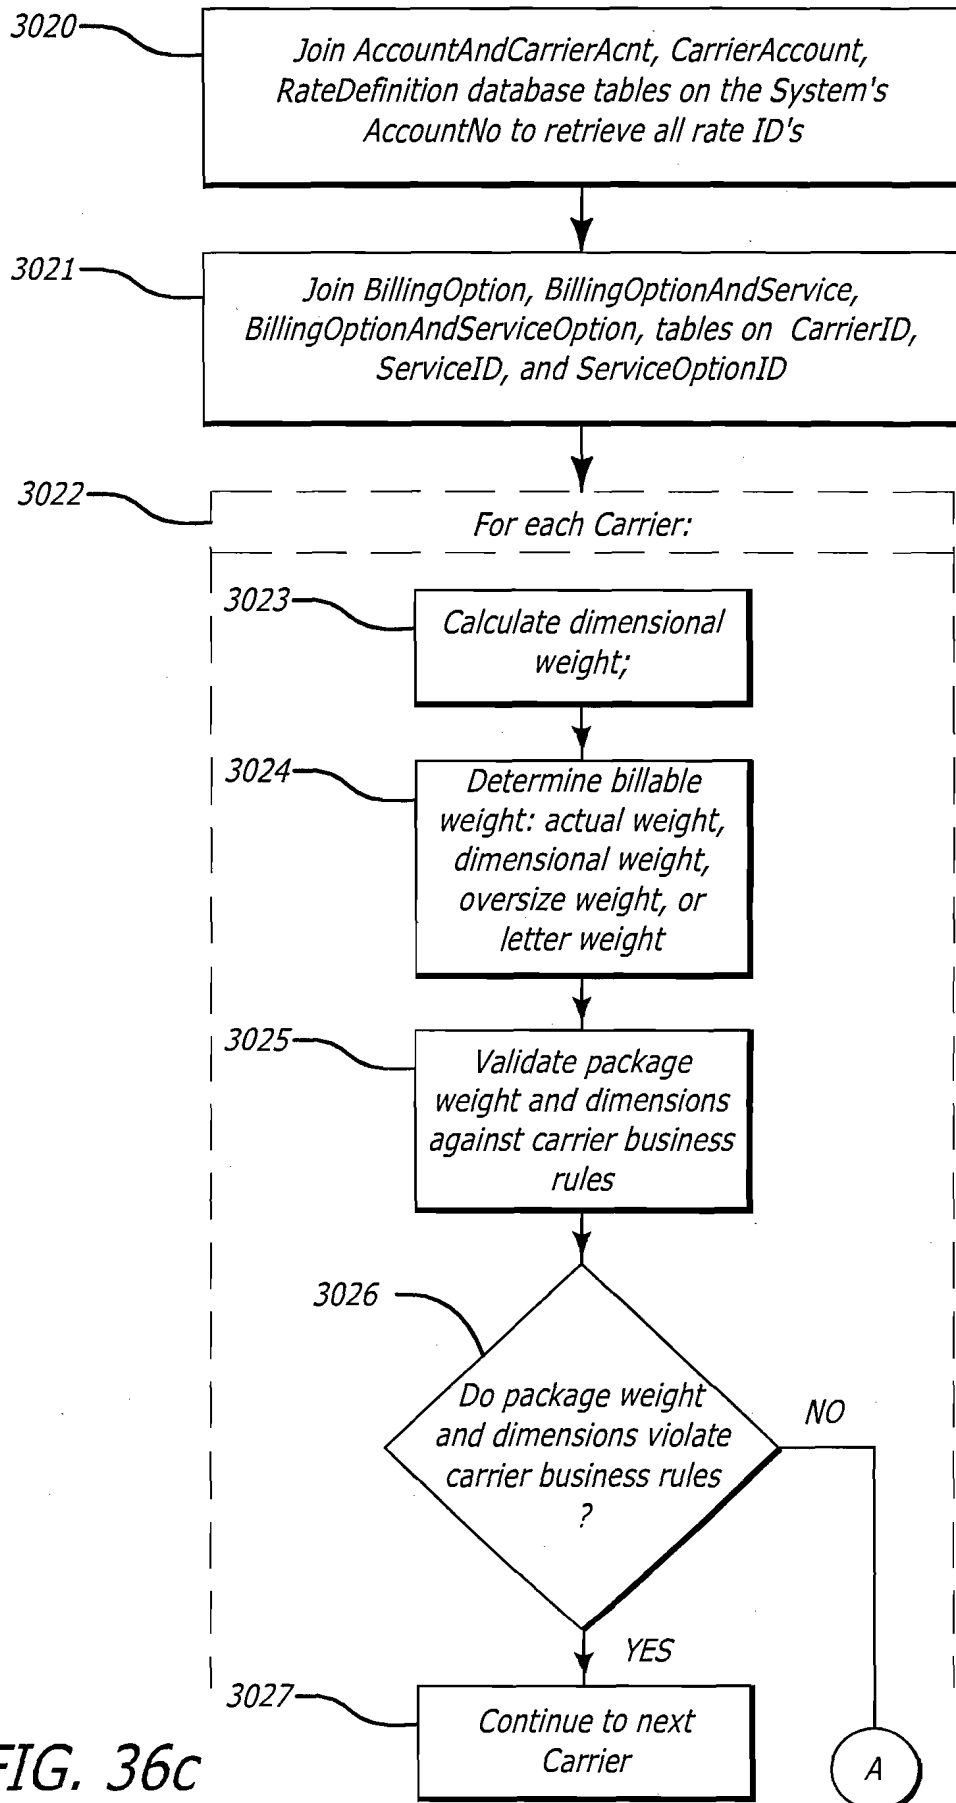 3020
Join AccountAndCarrierAcnt, CarrierAccount,
RateDefinition database tables on the System's
AccountNo to retrieve all rate ID's
3021
Join BillingOption, BillingOptionAndService,
BillingOptionAndServiceOption, tables on CarrierID,
ServiceID, and ServiceOptionID
3022
For each Carrier:
3023
Calculate dimensional
weight;
3024
Determine billable
weight: actual weight,
dimensional weight,
oversize weight, or
letter weight
3025
Validate package
weight and dimensions
against carrier business
rules
3026
Do package weight
and dimensions violate
carrier business rules
?
NO
YES
3027
Continue to next
Carrier
A
FIG. 36c